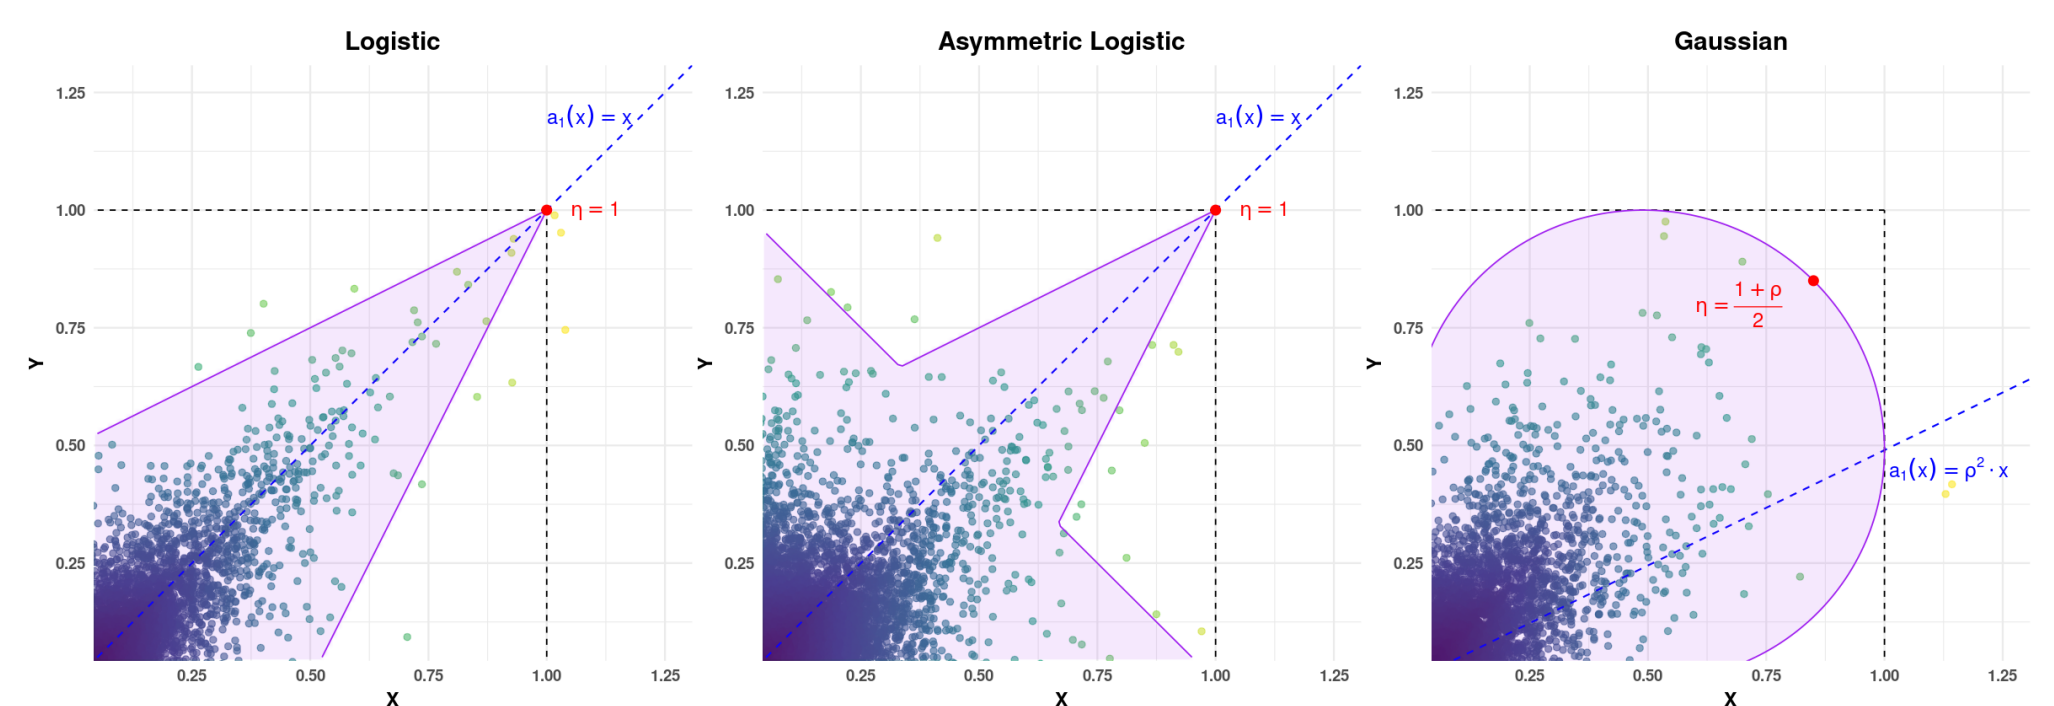 Logistic
1.25
1.00
0.75
0.50
0.25
Y
a₁(x) = x
η = 1
0.25 0.50 0.75 1.00 1.25
X
Asymmetric Logistic
1.25
1.00
0.75
0.50
0.25
Y
a₁(x) = x
η = 1
0.25 0.50 0.75 1.00 1.25
X
Gaussian
1.25
1.00
0.75
0.50
0.25
Y
η = (1 + ρ)/2
a₁(x) = ρ² · x
0.25 0.50 0.75 1.00 1.25
X